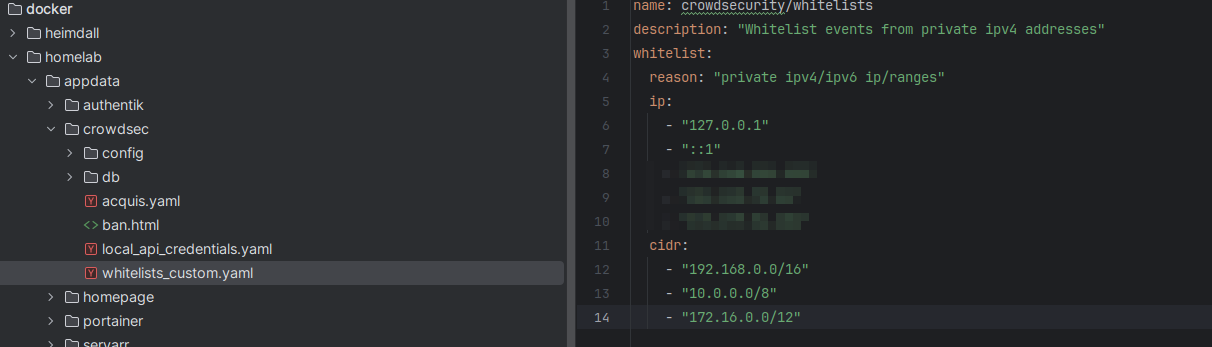 docker
heimdall
homelab
appdata
authentik
crowdsec
config
db
acquis.yaml
<> ban.html
local_api_credentials.yaml
whitelists_custom.yaml
homepage
portainer
servarr
1 name: crowdsecurity/whitelists
2 description: "Whitelist events from private ipv4 addresses"
3 whitelist:
4 reason: "private ipv4/ipv6 ip/ranges"
5 ip:
6 - "127.0.0.1"
7 - "::1"
8
9
10
11 cidr:
12 - "192.168.0.0/16"
13 - "10.0.0.0/8"
14 - "172.16.0.0/12"